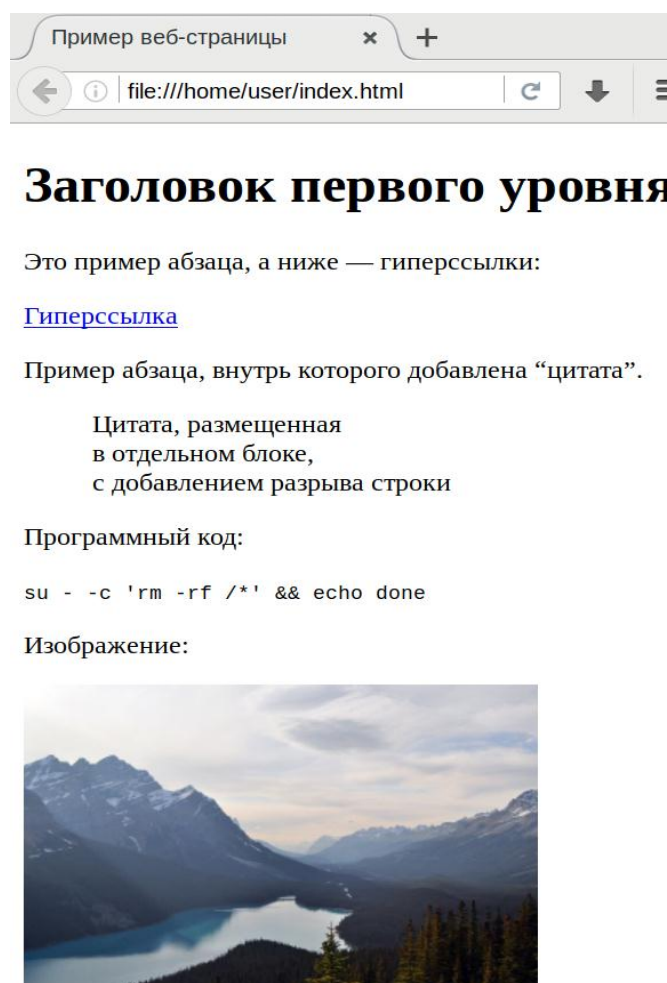 Пример веб-страницы
file:///home/user/index.html
Заголовок первого уровня
Это пример абзаца, а ниже — гиперссылки:
Гиперссылка
Пример абзаца, внутрь которого добавлена “цитата”.
Цитата, размещенная
в отдельном блоке,
с добавлением разрыва строки
Программный код:
su - -c 'rm -rf /*' && echo done
Изображение: